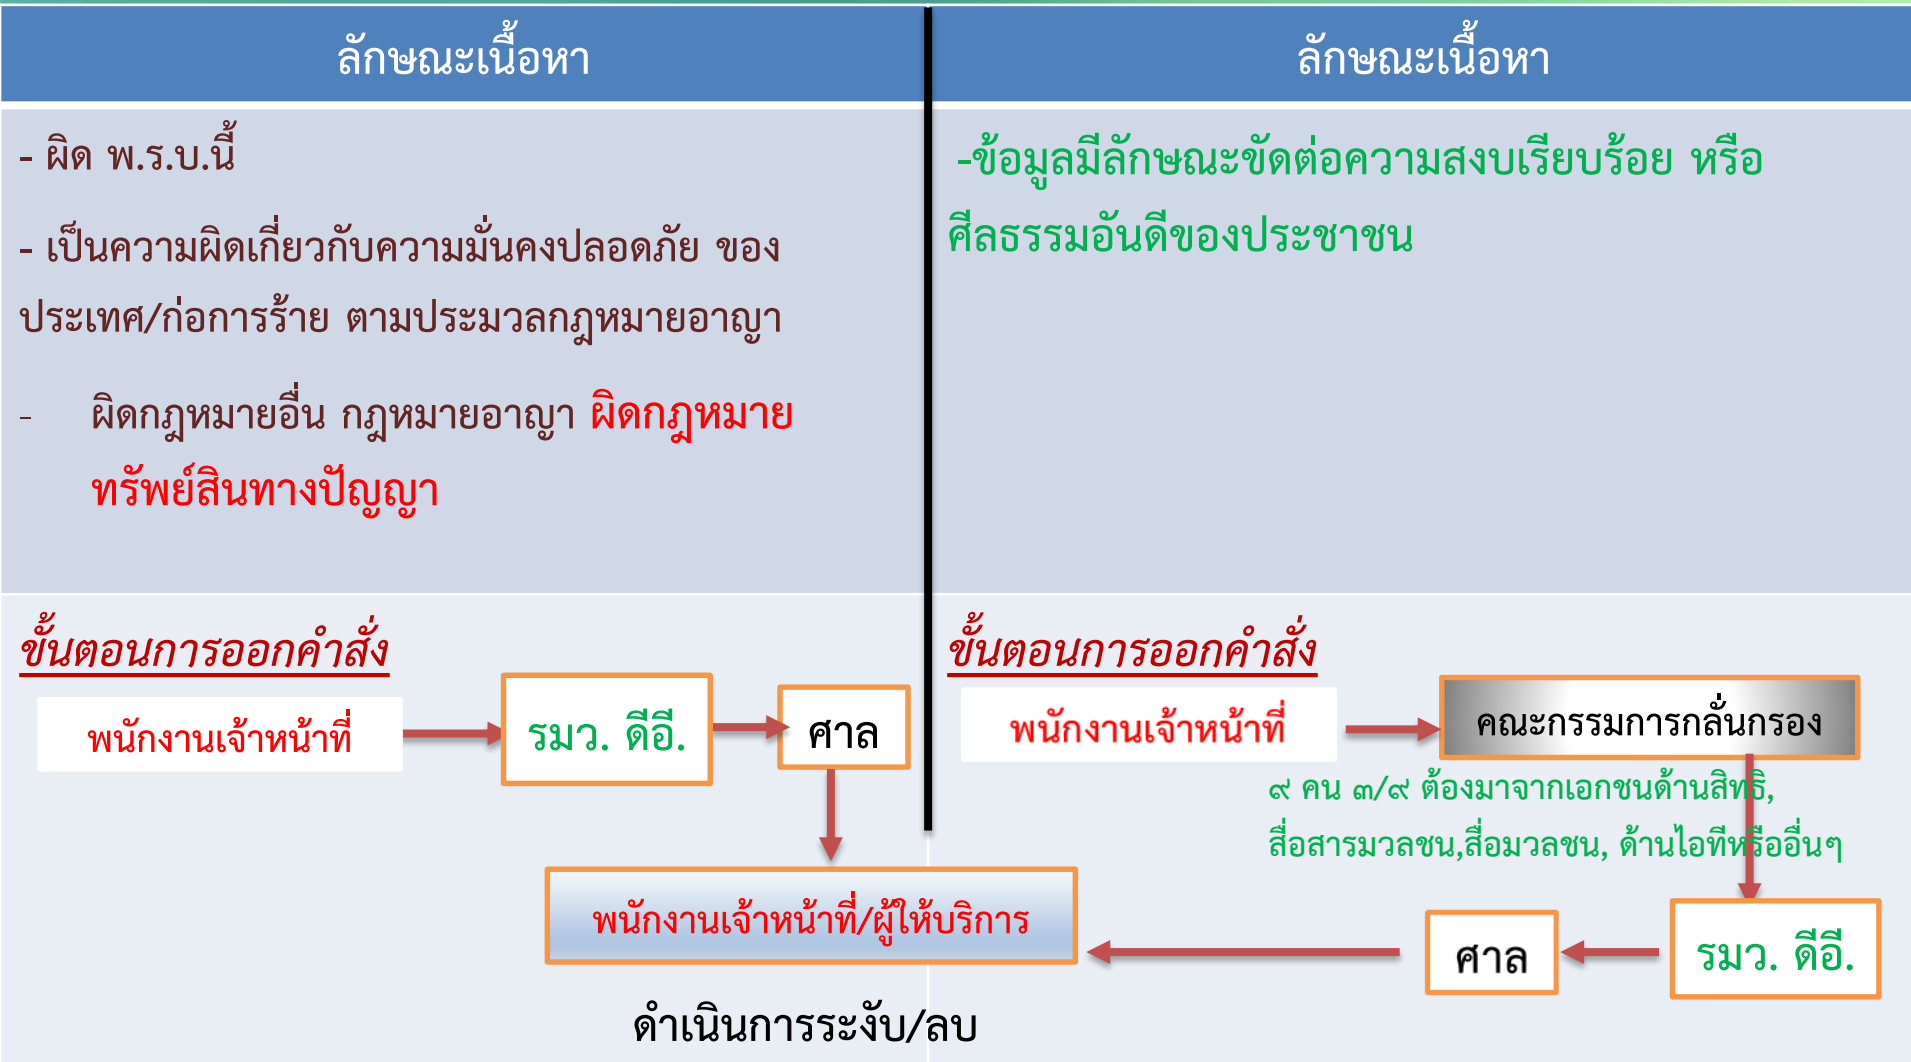 ลักษณะเนื้อหา
- ผิด พ.ร.บ.นี้
- เป็นความผิดเกี่ยวกับความมั่นคงปลอดภัย ของ
ประเทศ/ก่อการร้าย ตามประมวลกฎหมายอาญา
- ผิดกฎหมายอื่น กฎหมายอาญา ผิดกฎหมาย
ทรัพย์สินทางปัญญา
ลักษณะเนื้อหา
-ข้อมูลมีลักษณะขัดต่อความสงบเรียบร้อย หรือ
ศีลธรรมอันดีของประชาชน
ขั้นตอนการออกคำสั่ง
พนักงานเจ้าหน้าที่
รมว. ดีอี.
ศาล
ขั้นตอนการออกคำสั่ง
พนักงานเจ้าหน้าที่
คณะกรรมการกลั่นกรอง
๙ คน ๓/๙ ต้องมาจากเอกชนด้านสิทธิ,
สื่อสารมวลชน,สื่อมวลชน, ด้านไอทีหรืออื่นๆ
รมว. ดีอี.
ศาล
พนักงานเจ้าหน้าที่/ผู้ให้บริการ
ดำเนินการระงับ/ลบ